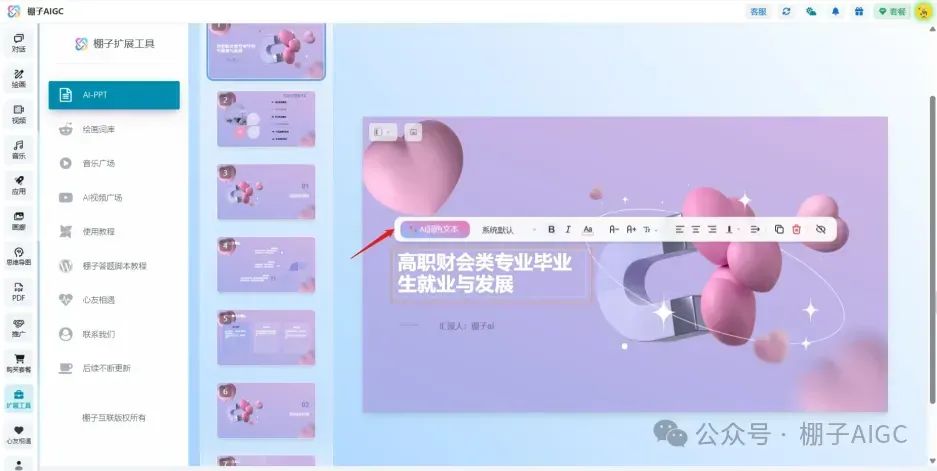 棚子AIGC
客服
套餐
对话
绘画
视频
音乐
应用
画廊
思维导图
PDF
推广
购买套餐
扩展工具
心友相遇
棚子扩展工具
AI-PPT
绘画词库
音乐广场
AI视频广场
使用教程
棚子答题脚本教程
心友相遇
联系我们
后续不断更新
棚子互联版权所有
2
3
01
4
5
6
02
7
系统默认
B I Aa A- A+ Tr
高职财会类专业毕业
生就业与发展
汇报人：棚子ai
公众号 · 棚子AIGC